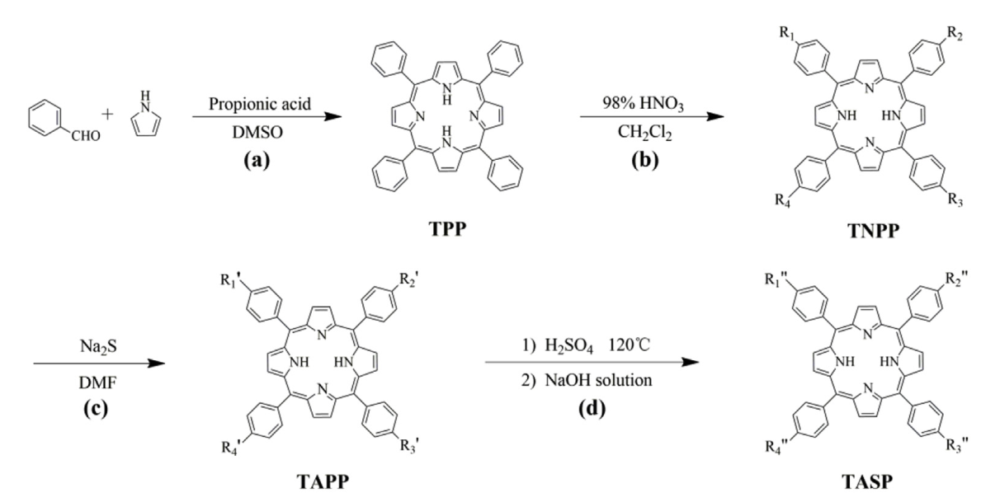 CHO
+
H
N
Propionic acid
DMSO
(a)
N
H
N
N
H
N
TPP
98% HNO₃
CH₂Cl₂
(b)
R₁
R₂
N
NH
HN
N
R₄
R₃
TNPP
Na₂S
DMF
(c)
R₁'
R₂'
N
NH
HN
N
R₄'
R₃'
TAPP
1) H₂SO₄ 120℃
2) NaOH solution
(d)
R₁"
R₂"
N
NH
HN
N
R₄"
R₃"
TASP